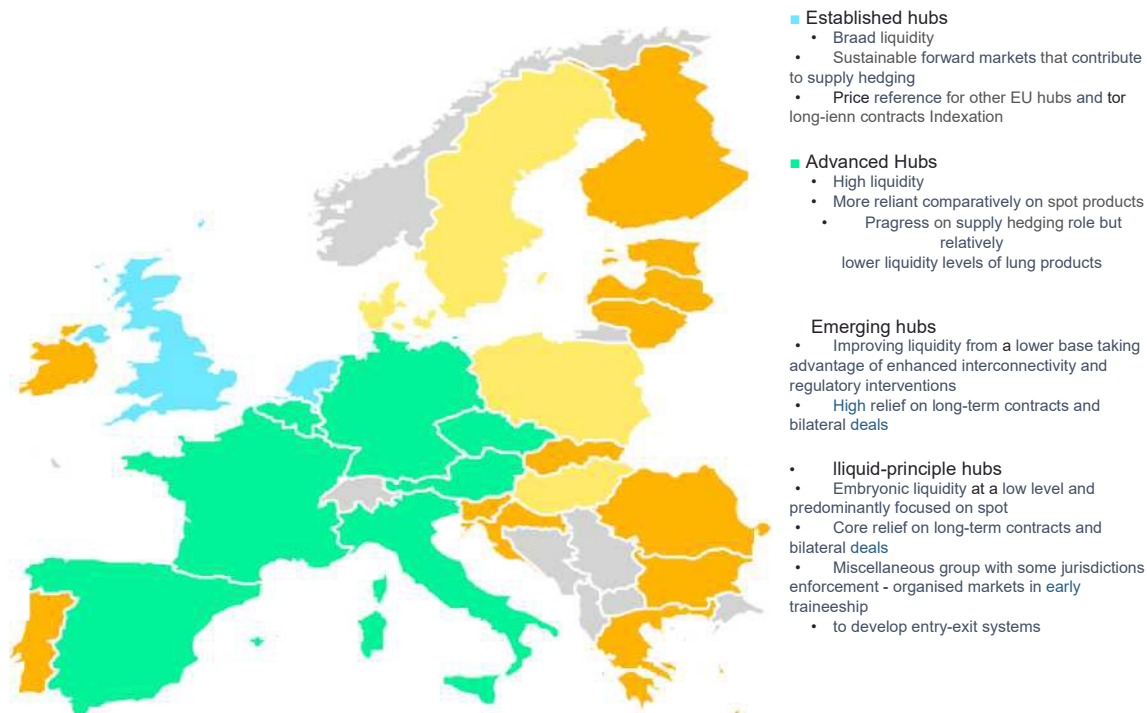 Established hubs
• Braad liquidity
• Sustainable forward markets that contribute
to supply hedging
• Price reference for other EU hubs and tor
long-ienn contracts Indexation
Advanced Hubs
• High liquidity
• More reliant comparatively on spot products
• Pragress on supply hedging role but
relatively
lower liquidity levels of lung products
Emerging hubs
• Improving liquidity from a lower base taking
advantage of enhanced interconnectivity and
regulatory interventions
• High relief on long-term contracts and
bilateral deals
• Iliquid-principle hubs
• Embryonic liquidity at a low level and
predominantly focused on spot
• Core relief on long-term contracts and
bilateral deals
• Miscellaneous group with some jurisdictions
enforcement - organised markets in early
traineeship
• to develop entry-exit systems